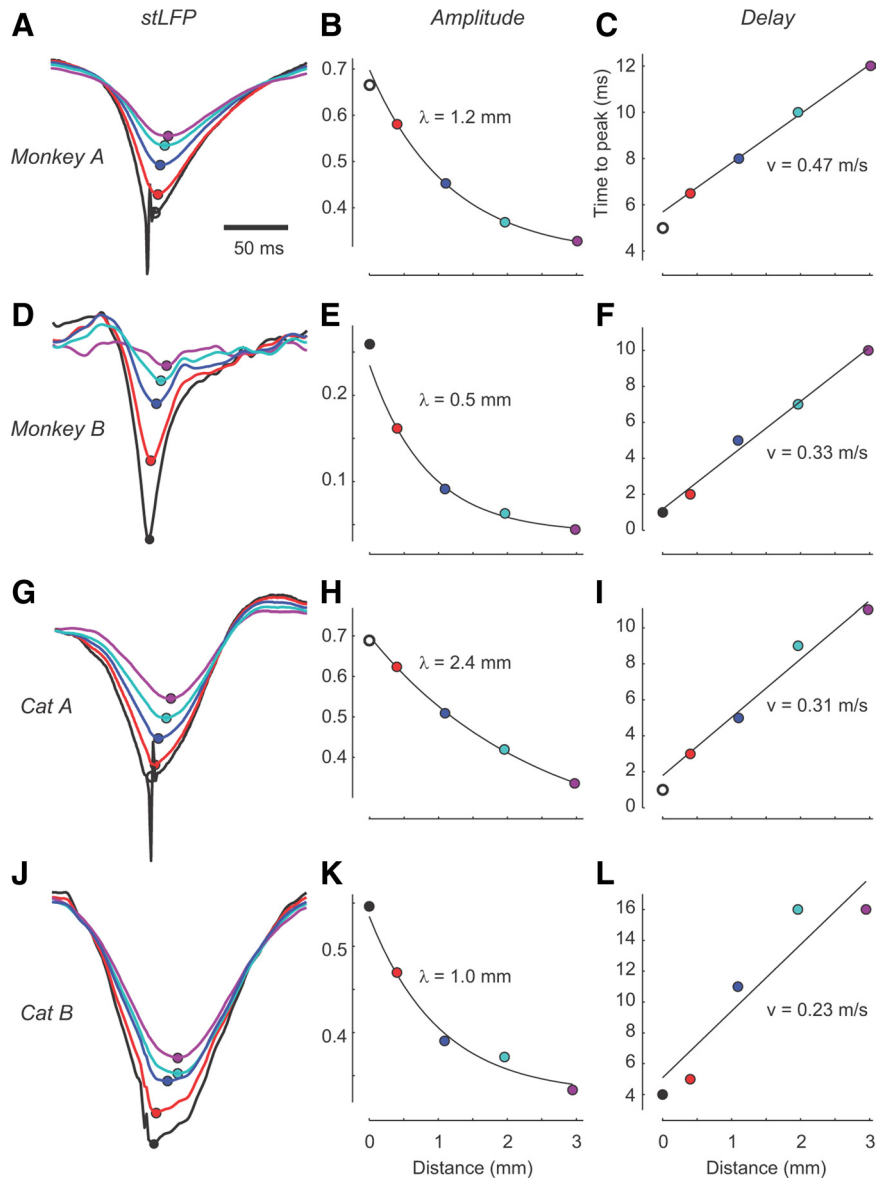 A stLFP B Amplitude C Delay
Monkey A
50 ms
0.7
0.6
0.5
0.4
λ = 1.2 mm
Time to peak (ms)
12
10
8
6
4
v = 0.47 m/s
D E F
Monkey B
0.2
0.1
λ = 0.5 mm
10
8
6
4
2
0
v = 0.33 m/s
G H I
Cat A
0.7
0.6
0.5
0.4
λ = 2.4 mm
10
8
6
4
2
0
v = 0.31 m/s
J K L
Cat B
0.5
0.4
λ = 1.0 mm
0 1 2 3
Distance (mm)
16
14
12
10
8
6
4
v = 0.23 m/s
0 1 2 3
Distance (mm)